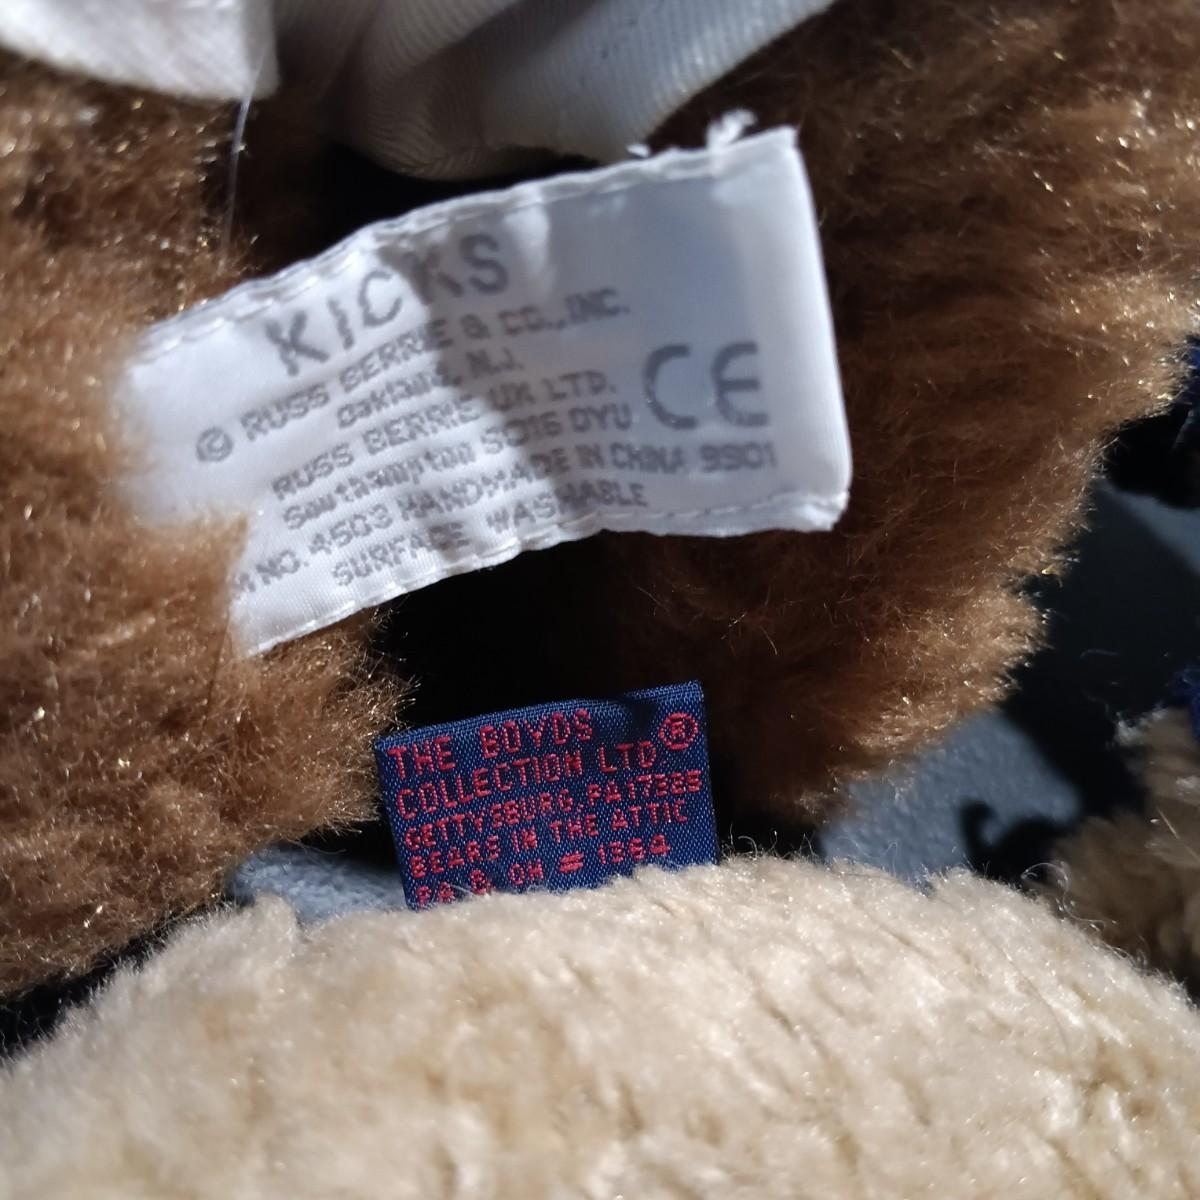 KICKS
© RUSS BERRIE & CO., INC.
Oakland, N.J.
RUSS BERRIE UK LTD.
Southampton SO16 0YU
NO. 4503 HANDMADE IN CHINA 9901
SURFACE WASHABLE
CE
THE BOYDS ®
COLLECTION LTD
GETTYSBURG, PA 17325
BEARS IN THE ATTIC
PA & OH # 1364